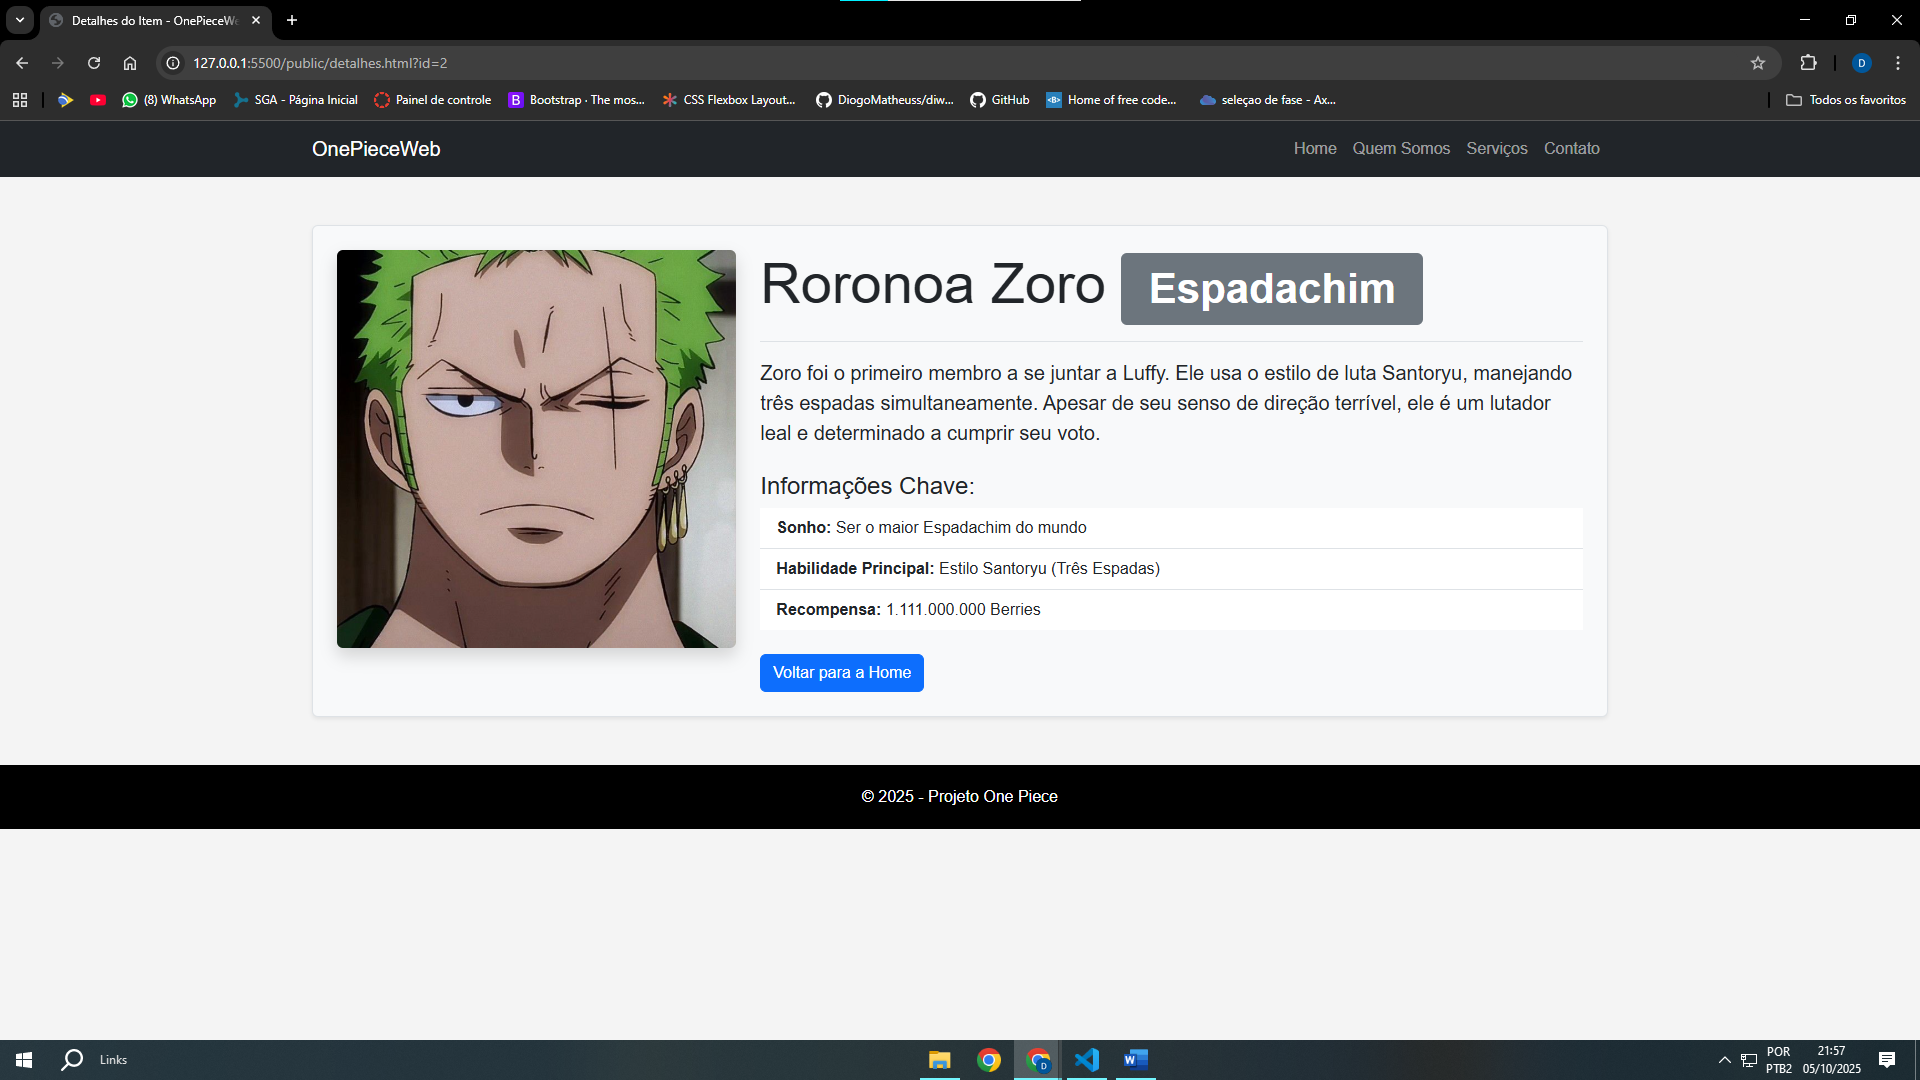 Detalhes do Item - OnePieceWe
127.0.0.1:5500/public/detalhes.html?id=2
D
(8) WhatsApp
SGA - Página Inicial
Painel de controle
B
Bootstrap · The mos...
CSS Flexbox Layout...
DiogoMatheuss/diw...
GitHub
Home of free code...
seleçao de fase - Ax...
Todos os favoritos
OnePieceWeb
Home
Quem Somos
Serviços
Contato
Roronoa Zoro Espadachim
Zoro foi o primeiro membro a se juntar a Luffy. Ele usa o estilo de luta Santoryu, manejando
três espadas simultaneamente. Apesar de seu senso de direção terrível, ele é um lutador
leal e determinado a cumprir seu voto.
Informações Chave:
Sonho: Ser o maior Espadachim do mundo
Habilidade Principal: Estilo Santoryu (Três Espadas)
Recompensa: 1.111.000.000 Berries
Voltar para a Home
© 2025 - Projeto One Piece
Links
D
W
POR
PTB2
21:57
05/10/2025